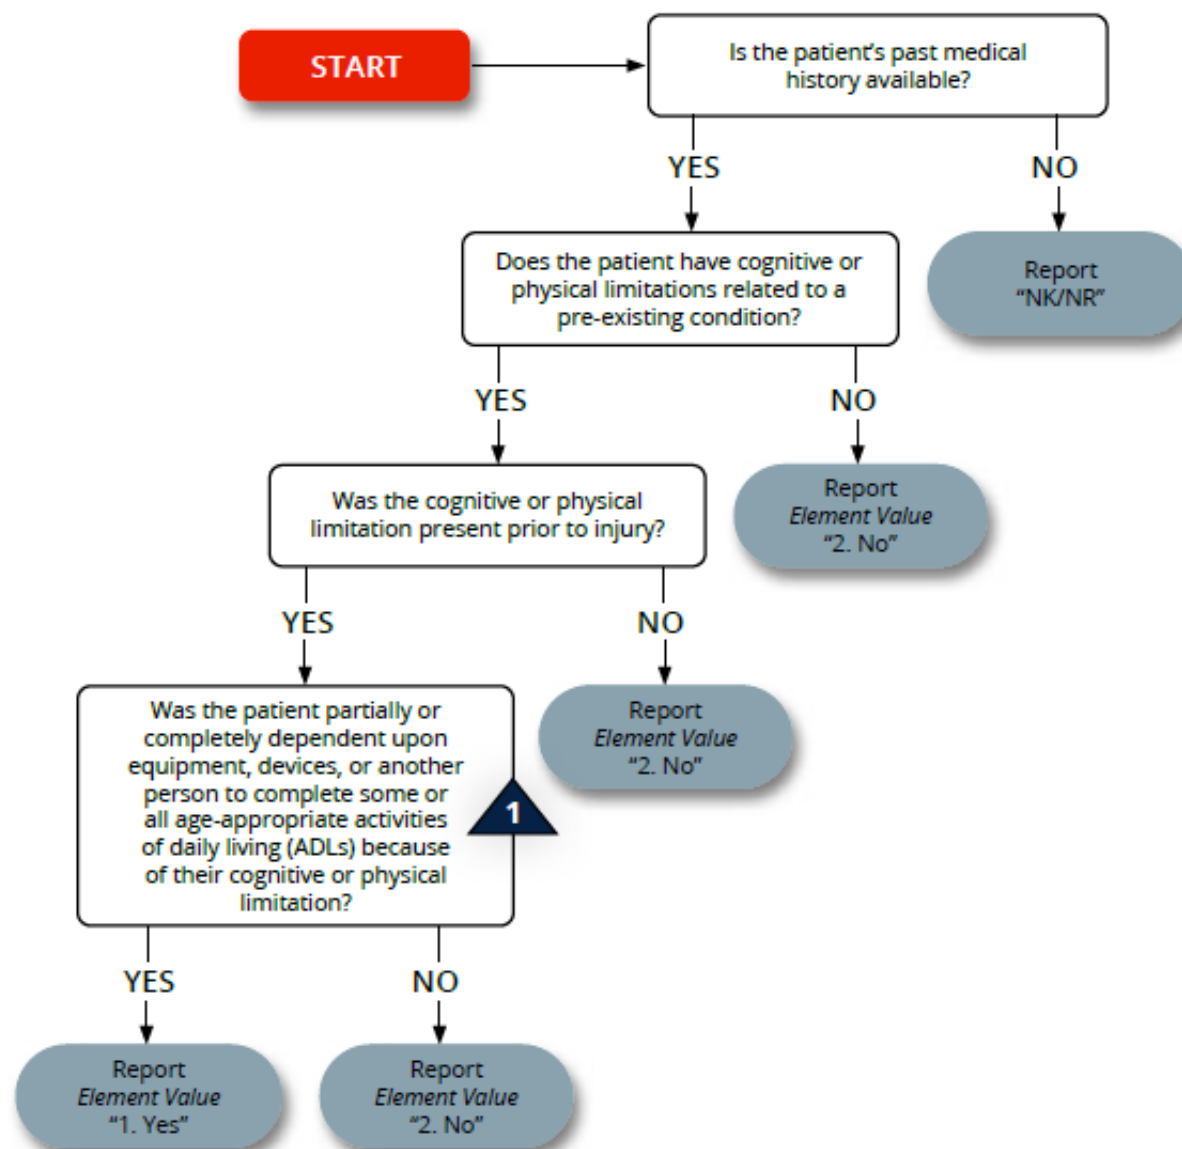 START
Is the patient’s past medical
history available?
YES
NO
Does the patient have cognitive or
physical limitations related to a
pre-existing condition?
Report
“NK/NR”
YES
NO
Was the cognitive or physical
limitation present prior to injury?
Report
Element Value
“2. No”
YES
NO
Was the patient partially or
completely dependent upon
equipment, devices, or another
person to complete some or
all age-appropriate activities
of daily living (ADLs) because
of their cognitive or physical
limitation?
1
Report
Element Value
“2. No”
YES
NO
Report
Element Value
“1. Yes”
Report
Element Value
“2. No”